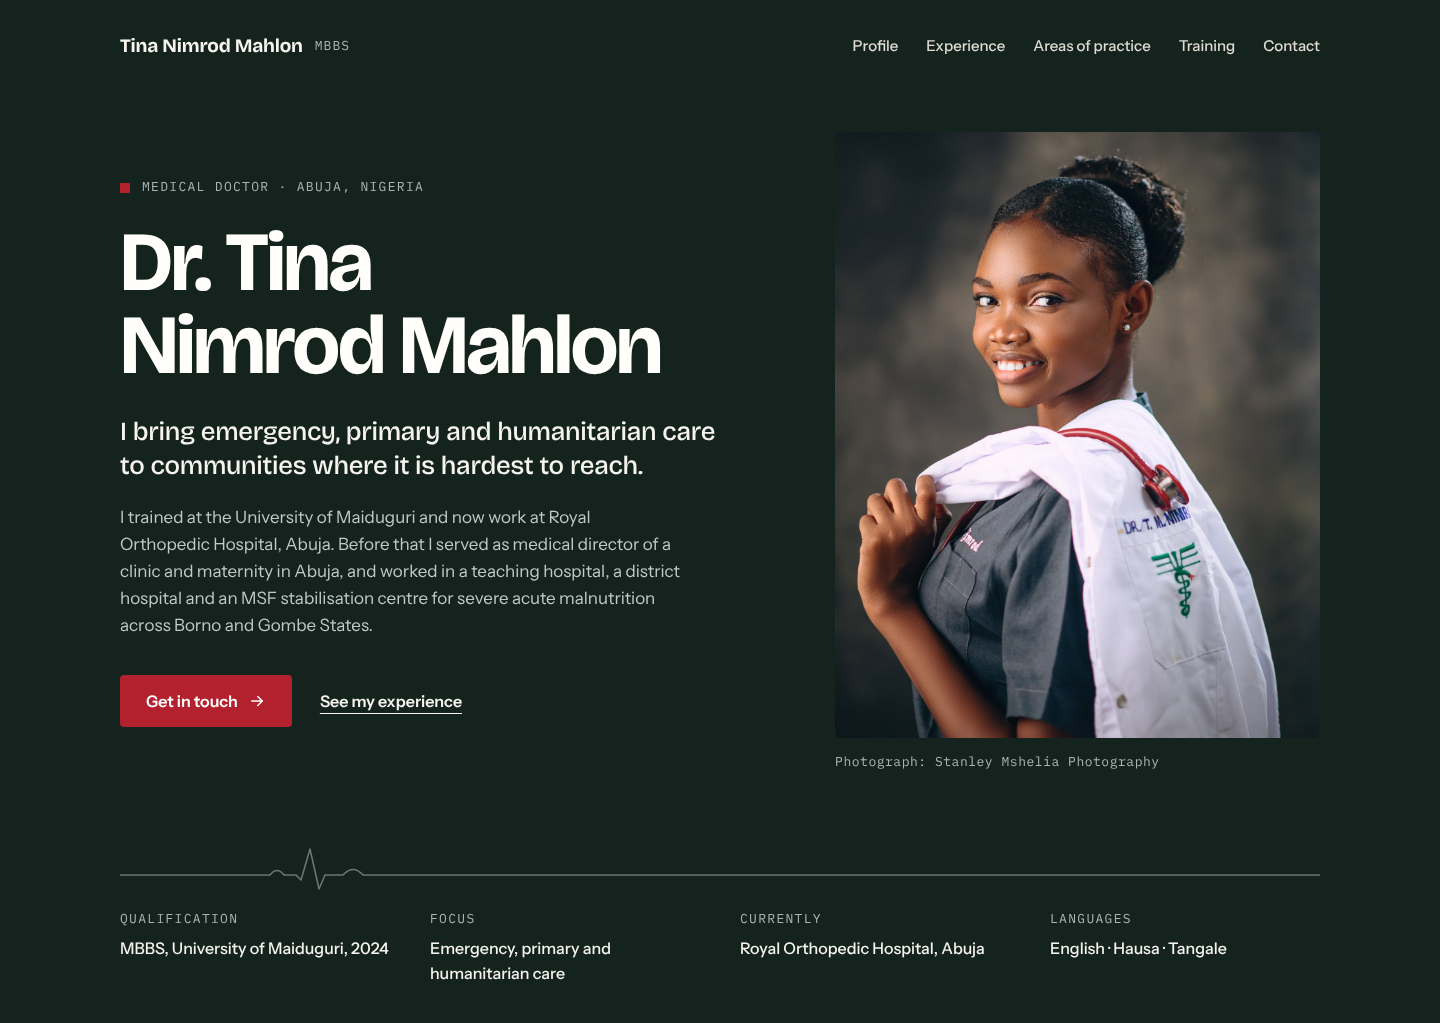 Tina Nimrod Mahlon MBBS
Profile Experience Areas of practice Training Contact
MEDICAL DOCTOR · ABUJA, NIGERIA
Dr. Tina
Nimrod Mahlon
I bring emergency, primary and humanitarian care
to communities where it is hardest to reach.
I trained at the University of Maiduguri and now work at Royal
Orthopedic Hospital, Abuja. Before that I served as medical director of a
clinic and maternity in Abuja, and worked in a teaching hospital, a district
hospital and an MSF stabilisation centre for severe acute malnutrition
across Borno and Gombe States.
Get in touch →
See my experience
DR. T. M.
Photograph: Stanley Mshelia Photography
QUALIFICATION
MBBS, University of Maiduguri, 2024
FOCUS
Emergency, primary and
humanitarian care
CURRENTLY
Royal Orthopedic Hospital, Abuja
LANGUAGES
English · Hausa · Tangale